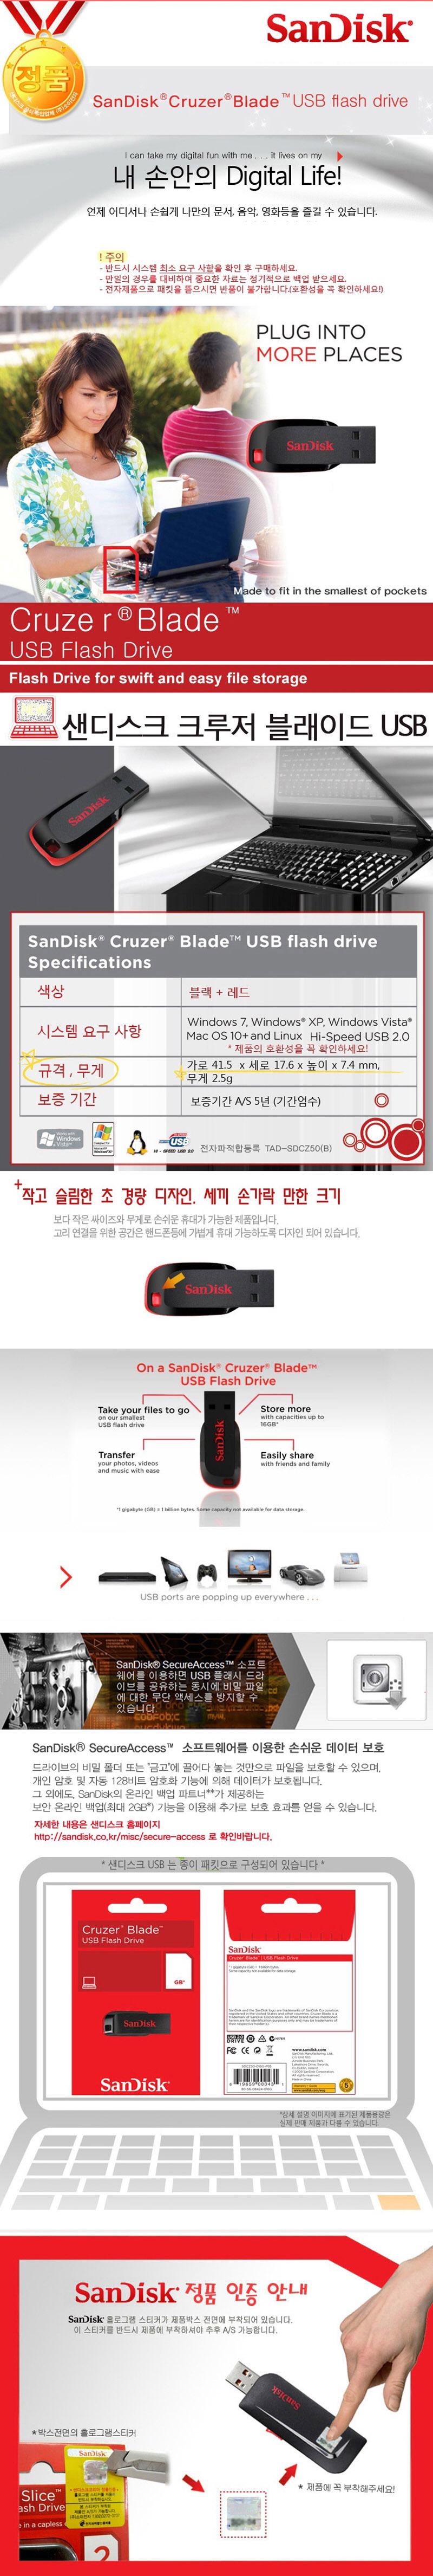 SanDisk
정품
SanDisk®Cruzer®Blade™USB flash drive
I can take my digital fun with me . . . it lives on my
내 손안의 Digital Life!
언제 어디서나 손쉽게 나만의 문서, 음악, 영화등을 즐길 수 있습니다.
! 주의
- 반드시 시스템 최소 요구 사항을 확인 후 구매하세요.
- 만일의 경우를 대비하여 중요한 자료는 정기적으로 백업 받으세요.
- 전자제품으로 패킷을 뜯으시면 반품이 불가합니다.(호환성을 꼭 확인하세요!)
PLUG INTO
MORE PLACES
SanDisk
Made to fit in the smallest of pockets
Cruze r ® Blade ™
USB Flash Drive
Flash Drive for swift and easy file storage
NEW
샌디스크 크루저 블래이드 USB
SanDisk
SanDisk® Cruzer® Blade™ USB flash drive
Specifications
색상
블랙 + 레드
시스템 요구 사항
Windows 7, Windows® XP, Windows Vista®
Mac OS 10+and Linux Hi-Speed USB 2.0
* 제품의 호환성을 꼭 확인하세요!
규격 , 무게
가로 41.5 x 세로 17.6 x 높이 x 7.4 mm,
무게 2.5g
보증 기간
보증기간 A/S 5년 (기간엄수)
Works with
Windows
Vista™
USB
HI - SPEED USB 2.0
전자파적합등록 TAD-SDCZ50(B)
+작고 슬림한 초 경량 디자인. 세끼 손가락 만한 크기
보다 작은 싸이즈와 무게로 손쉬운 휴대가 가능한 제품입니다.
고리 연결을 위한 공간은 핸드폰등에 가볍게 휴대 가능하도록 디자인 되어 있습니다.
SanDisk
On a SanDisk® Cruzer® Blade™
USB Flash Drive
Take your files to go
on our smallest
USB flash drive
Store more
with capacities up to
16GB*
SanDisk
Transfer
your photos, videos
and music with ease
Easily share
with friends and family
*1 gigabyte (GB) = 1 billion bytes. Some capacity not available for data storage.
USB ports are popping up everywhere . . .
SanDisk® SecureAccess™ 소프트
웨어를 이용하면 USB 플래시 드라
이브를 공유하는 동시에 비밀 파일
에 대한 무단 액세스를 방지할 수
있습니다.
SanDisk® SecureAccess™ 소프트웨어를 이용한 손쉬운 데이터 보호
드라이브의 비밀 폴더 또는 "금고"에 끌어다 놓는 것만으로 파일을 보호할 수 있으며,
개인 암호 및 자동 128비트 암호화 기능에 의해 데이터가 보호됩니다.
그 외에도, SanDisk의 온라인 백업 파트너**가 제공하는
보안 온라인 백업(최대 2GB*) 기능을 이용해 추가로 보호 효과를 얻을 수 있습니다.
자세한 내용은 샌디스크 홈페이지
http://sandisk.co.kr/misc/secure-access 로 확인바랍니다.
* 샌디스크 USB 는 종이 패킷으로 구성되어 있습니다 *
Cruzer® Blade™
USB Flash Drive
GB*
SanDisk
SanDisk
SanDisk
Cruzer® Blade™ | USB Flash Drive
www.sandisk.com
*상세 설명 이미지에 표기된 제품용량은
실제 판매 제품과 다를 수 있습니다.
SanDisk 정품 인증 안내
SanDisk 홀로그램 스티커가 제품박스 전면에 부착되어 있습니다.
이 스티커를 반드시 제품에 부착하셔야 추후 A/S 가능합니다.
SanDisk
*박스전면의 홀로그램스티커
* 제품에 꼭 부착해주세요!
SanDisk
Slice™
ash Drive
in a capless
2